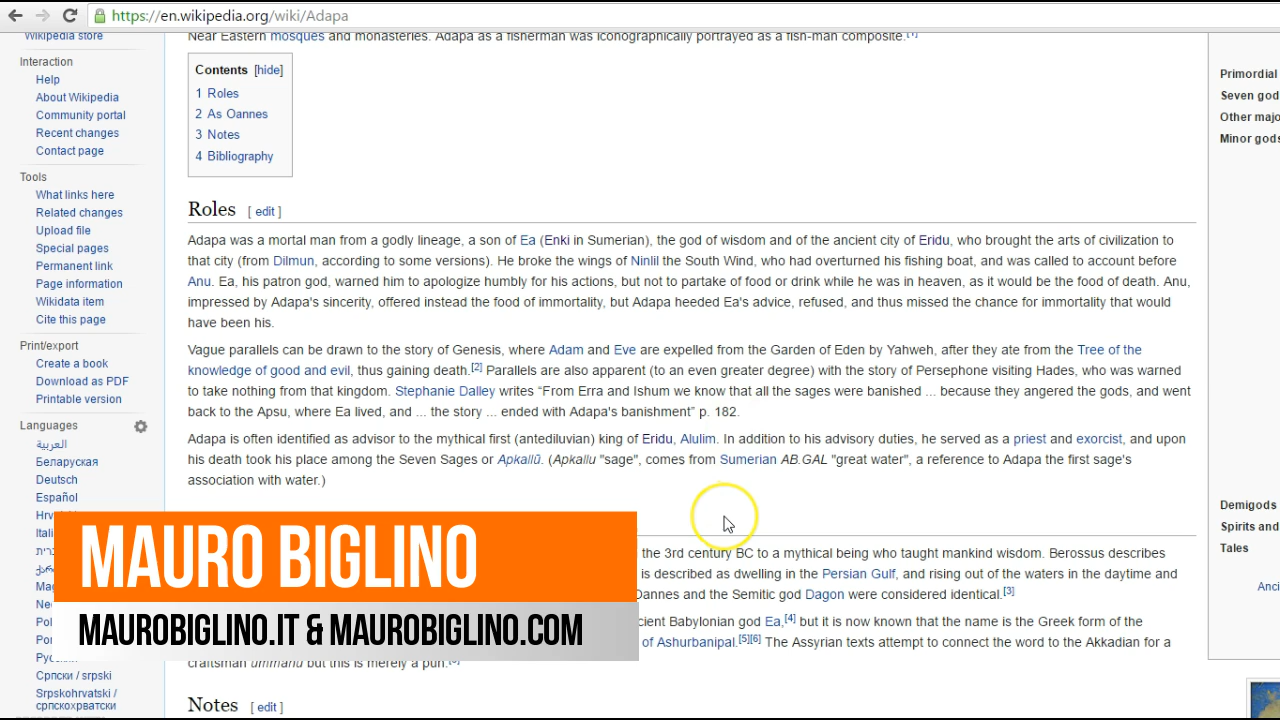 https://en.wikipedia.org/wiki/Adapa
Wikipedia store
Interaction
Help
About Wikipedia
Community portal
Recent changes
Contact page
Tools
What links here
Related changes
Upload file
Special pages
Permanent link
Page information
Wikidata item
Cite this page
Print/export
Create a book
Download as PDF
Printable version
Languages
العربية
Беларуская
Deutsch
Español
Српски / srpski
Srpskohrvatski /
српскохрватски
Near Eastern mosques and monasteries. Adapa as a fisherman was iconographically portrayed as a fish-man composite.[1]
Contents [hide]
1 Roles
2 As Oannes
3 Notes
4 Bibliography
Roles [ edit ]
Adapa was a mortal man from a godly lineage, a son of Ea (Enki in Sumerian), the god of wisdom and of the ancient city of Eridu, who brought the arts of civilization to
that city (from Dilmun, according to some versions). He broke the wings of Ninlil the South Wind, who had overturned his fishing boat, and was called to account before
Anu. Ea, his patron god, warned him to apologize humbly for his actions, but not to partake of food or drink while he was in heaven, as it would be the food of death. Anu,
impressed by Adapa's sincerity, offered instead the food of immortality, but Adapa heeded Ea's advice, refused, and thus missed the chance for immortality that would
have been his.
Vague parallels can be drawn to the story of Genesis, where Adam and Eve are expelled from the Garden of Eden by Yahweh, after they ate from the Tree of the
knowledge of good and evil, thus gaining death.[2] Parallels are also apparent (to an even greater degree) with the story of Persephone visiting Hades, who was warned
to take nothing from that kingdom. Stephanie Dalley writes “From Erra and Ishum we know that all the sages were banished ... because they angered the gods, and went
back to the Apsu, where Ea lived, and ... the story ... ended with Adapa's banishment” p. 182.
Adapa is often identified as advisor to the mythical first (antediluvian) king of Eridu, Alulim. In addition to his advisory duties, he served as a priest and exorcist, and upon
his death took his place among the Seven Sages or Apkallū. (Apkallu "sage", comes from Sumerian AB.GAL "great water", a reference to Adapa the first sage's
association with water.)
the 3rd century BC to a mythical being who taught mankind wisdom. Berossus describes
is described as dwelling in the Persian Gulf, and rising out of the waters in the daytime and
Oannes and the Semitic god Dagon were considered identical.[3]
cient Babylonian god Ea,[4] but it is now known that the name is the Greek form of the
of Ashurbanipal.[5][6] The Assyrian texts attempt to connect the word to the Akkadian for a
craftsman ummanu but this is merely a pun.
Notes [ edit ]
MAURO BIGLINO
MAUROBIGLINO.IT & MAUROBIGLINO.COM
Primordial
Seven god
Other majo
Minor gods
Demigods
Spirits and
Tales
Anci